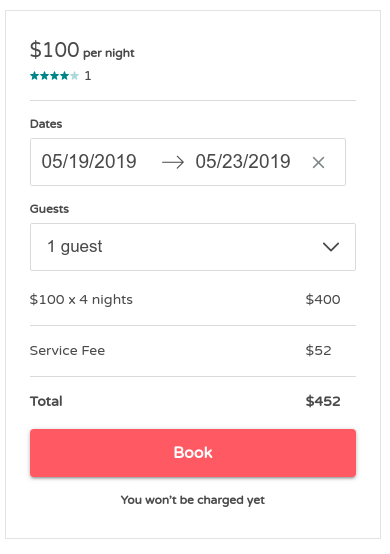 $100 per night
1
Dates
05/19/2019 → 05/23/2019 ×
Guests
1 guest
$100 x 4 nights $400
Service Fee $52
Total $452
Book
You won't be charged yet